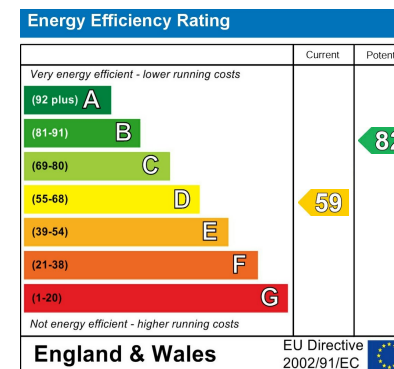 Energy Efficiency Rating
Current
Very energy efficient - lower running costs
(92 plus) A
(81-91) B
82
(69-80) C
(55-68) D
59
(39-54) E
(21-38) F
(1-20) G
Not energy efficient - higher running costs
England & Wales
EU Directive
2002/91/EC